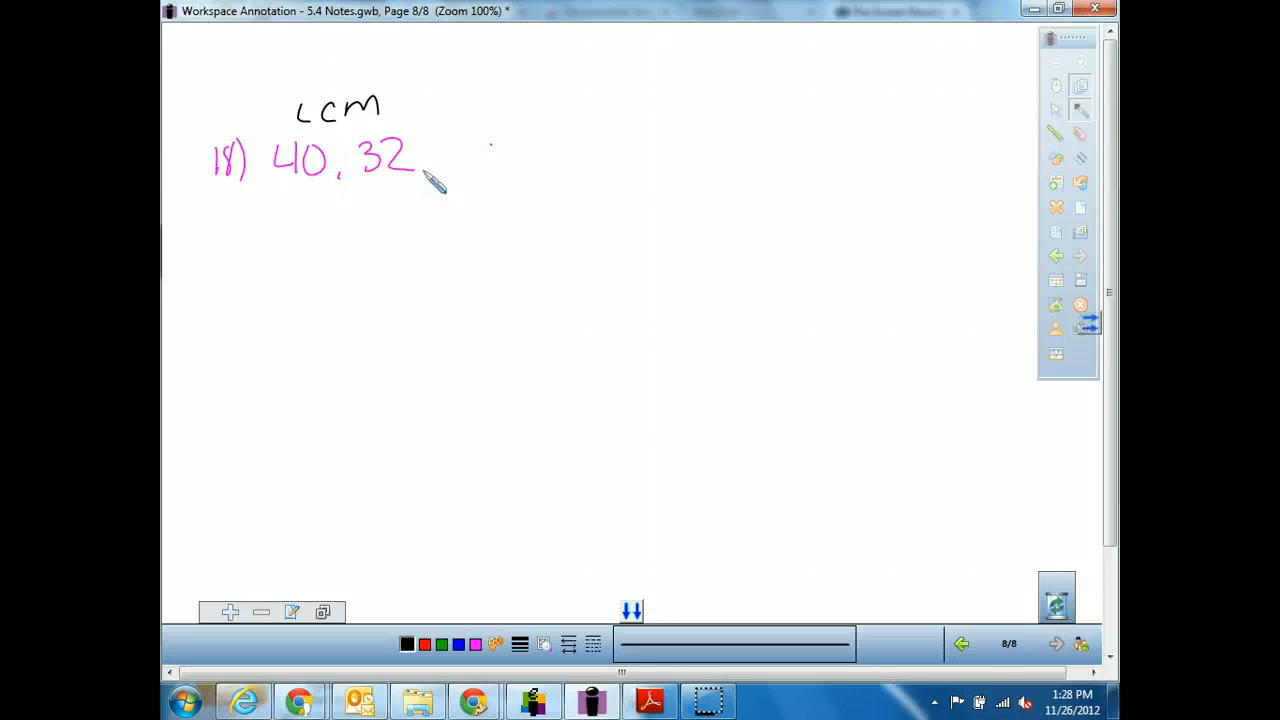 Workspace Annotation - 5.4 Notes.gwb, Page 8/8 (Zoom 100%) *
LCM
18) 40, 32
8/8
1:28 PM
11/26/2012